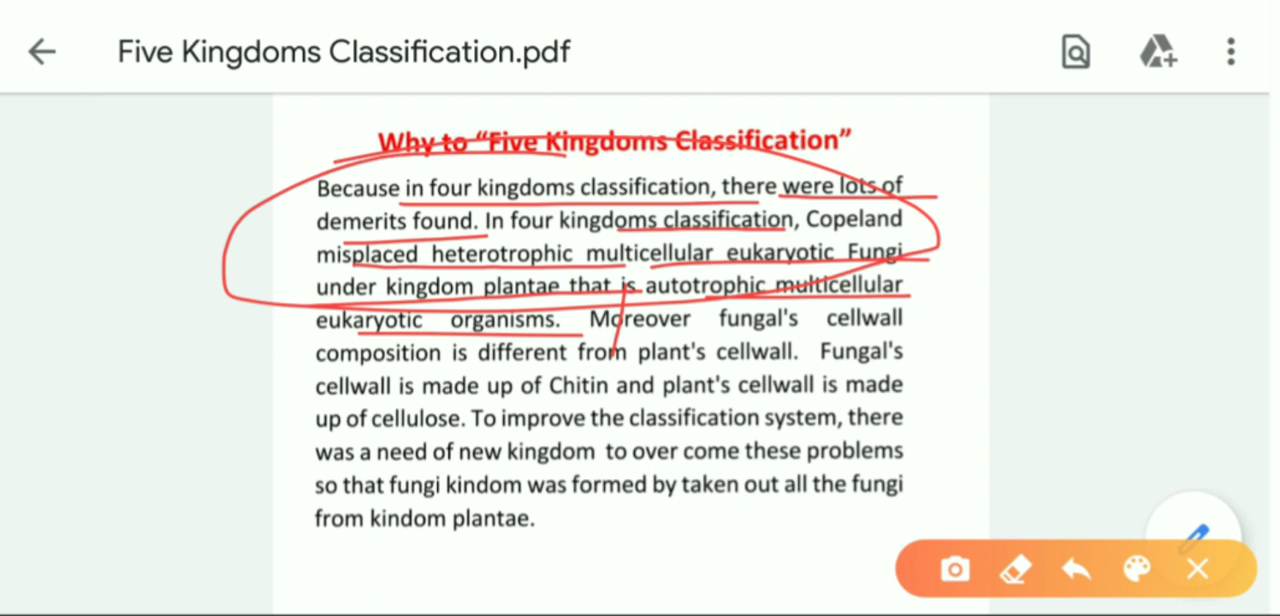 Five Kingdoms Classification.pdf
Why to “Five Kingdoms Classification”
Because in four kingdoms classification, there were lots of
demerits found. In four kingdoms classification, Copeland
misplaced heterotrophic multicellular eukaryotic Fungi
under kingdom plantae that is autotrophic multicellular
eukaryotic organisms. Moreover fungal's cellwall
composition is different from plant's cellwall. Fungal's
cellwall is made up of Chitin and plant's cellwall is made
up of cellulose. To improve the classification system, there
was a need of new kingdom to over come these problems
so that fungi kindom was formed by taken out all the fungi
from kindom plantae.